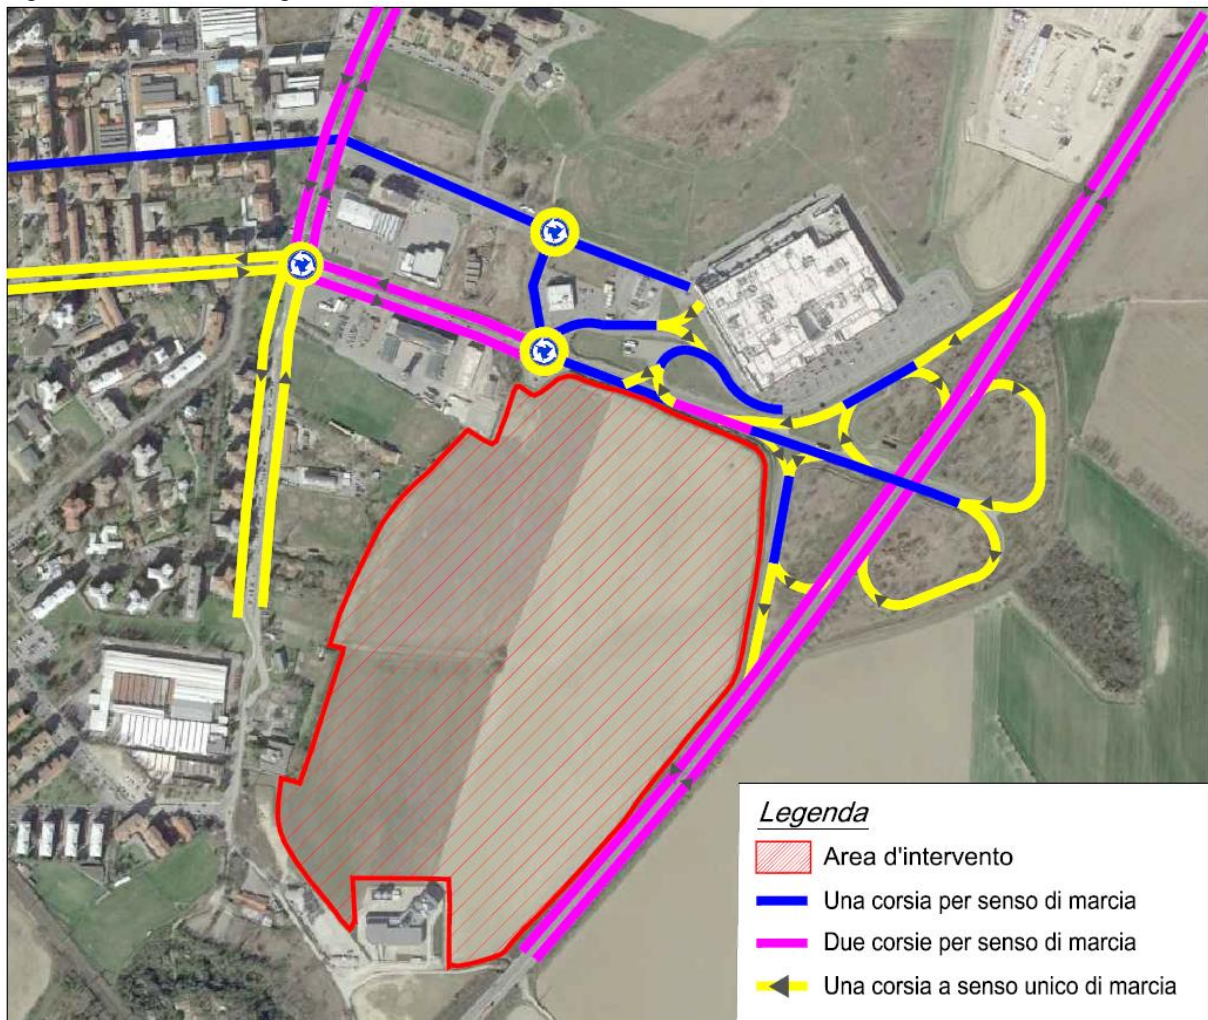 Legenda
Area d'intervento
Una corsia per senso di marcia
Due corsie per senso di marcia
Una corsia a senso unico di marcia